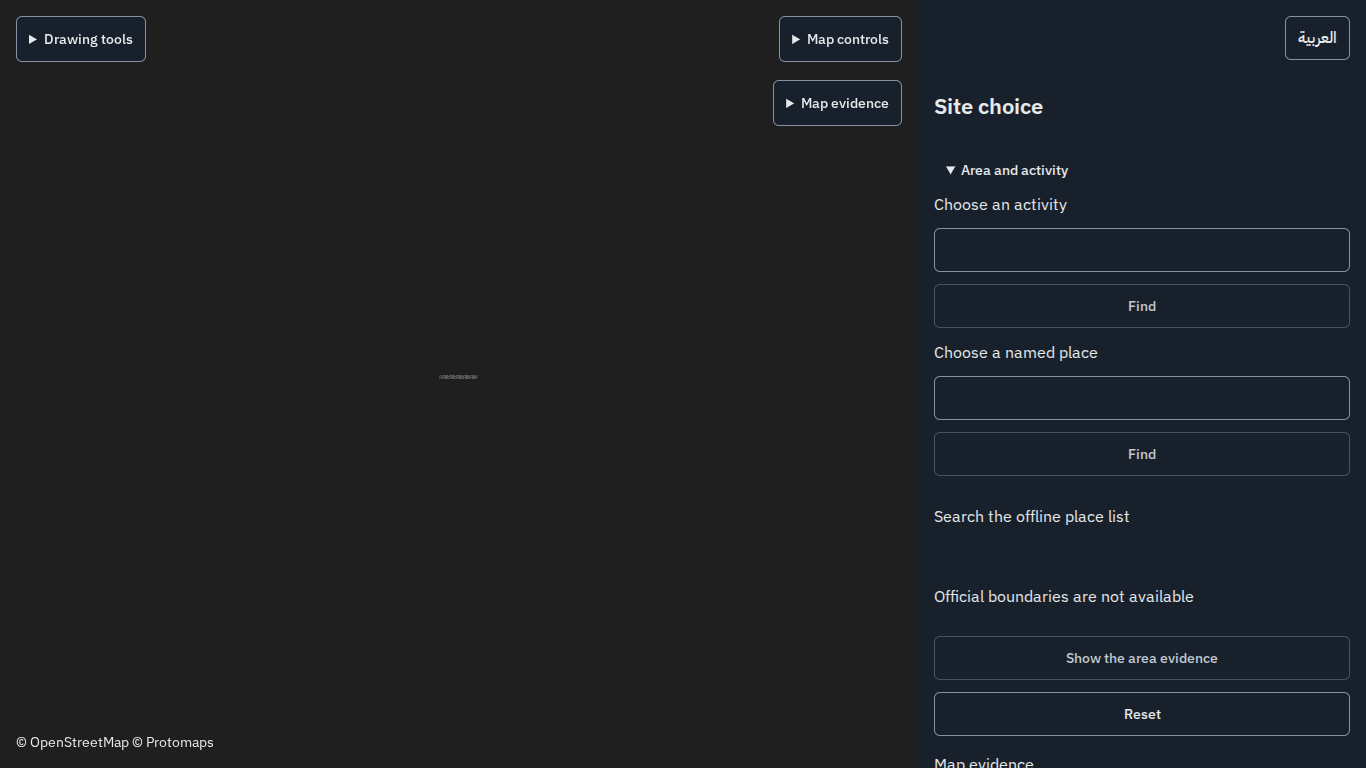 Drawing tools
Map controls
Map evidence
© OpenStreetMap © Protomaps
العربية
Site choice
Area and activity
Choose an activity
Find
Choose a named place
Find
Search the offline place list
Official boundaries are not available
Show the area evidence
Reset
Map evidence